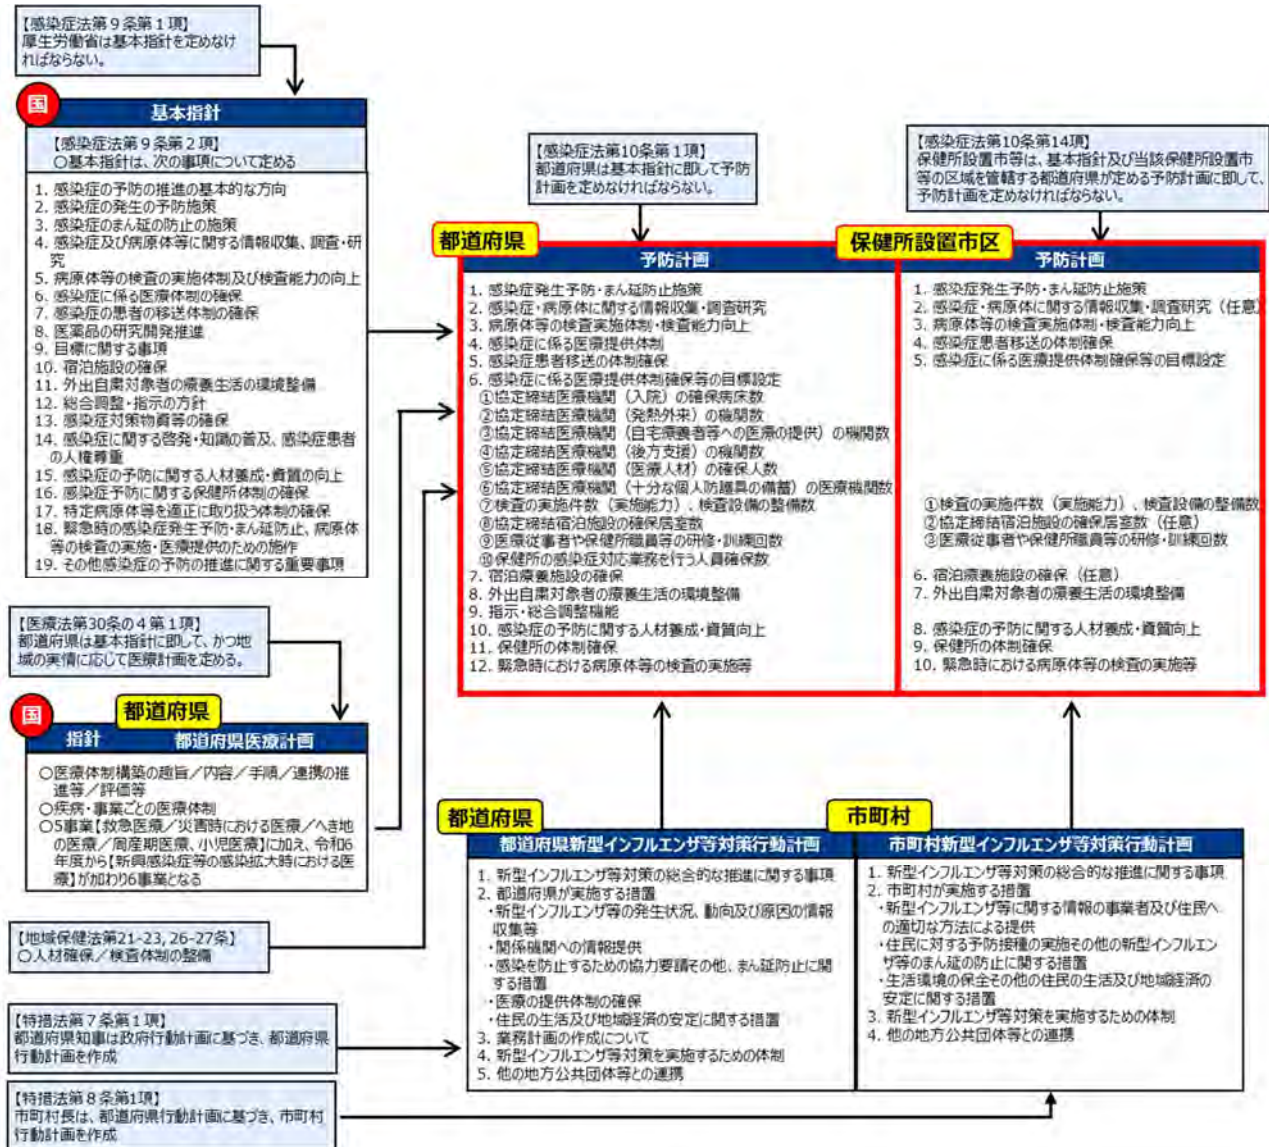 【感染症法第９条第１項】
厚生労働省は基本指針を定めなけ
ればならない。
国
基本指針
【感染症法第９条第２項】
○基本指針は、次の事項について定める
1. 感染症の予防の推進の基本的な方向
2. 感染症の発生の予防施策
3. 感染症のまん延の防止の施策
4. 感染症及び病原体等に関する情報収集、調査・研
究
5. 病原体等の検査の実施体制及び検査能力の向上
6. 感染症に係る医療体制の確保
7. 感染症の患者の移送体制の確保
8. 医薬品の研究開発推進
9. 目標に関する事項
10. 宿泊施設の確保
11. 外出自粛対象者の療養生活の環境整備
12. 総合調整・指示の方針
13. 感染症対策物資等の確保
14. 感染症に関する啓発・知識の普及、感染症患者
の人権尊重
15. 感染症の予防に関する人材養成・資質の向上
16. 感染症予防に関する保健所体制の確保
17. 特定病原体等を適正に取り扱う体制の確保
18. 緊急時の感染症発生予防・まん延防止、病原体
等の検査の実施・医療提供のための施作
19. その他感染症の予防の推進に関する重要事項
【医療法第30条の４第１項】
都道府県は基本指針に即して、かつ地
域の実情に応じて医療計画を定める。
国
都道府県
指針 都道府県医療計画
○医療体制構築の趣旨／内容／手順／連携の推
進等／評価等
○疾病・事業ごとの医療体制
○5事業【救急医療／災害時における医療／へき地
の医療／周産期医療、小児医療】に加え、令和6
年度から【新興感染症等の感染拡大時における医
療】が加わり6事業となる
【地域保健法第21-23, 26-27条】
○人材確保／検査体制の整備
【特措法第７条第１項】
都道府県知事は政府行動計画に基づき、都道府県
行動計画を作成
【特措法第８条第1項】
市町村長は、都道府県行動計画に基づき、市町村
行動計画を作成
【感染症法第10条第１項】
都道府県は基本指針に即して予防
計画を定めなければならない。
都道府県
予防計画
1. 感染症発生予防・まん延防止施策
2. 感染症・病原体に関する情報収集・調査研究
3. 病原体等の検査実施体制・検査能力向上
4. 感染症に係る医療提供体制
5. 感染症患者移送の体制確保
6. 感染症に係る医療提供体制確保等の目標設定
①協定締結医療機関（入院）の確保病床数
②協定締結医療機関（発熱外来）の機関数
③協定締結医療機関（自宅療養者等への医療の提供）の機関数
④協定締結医療機関（後方支援）の機関数
⑤協定締結医療機関（医療人材）の確保人数
⑥協定締結医療機関（十分な個人防護具の備蓄）の医療機関数
⑦検査の実施件数（実施能力）、検査設備の整備数
⑧協定締結宿泊施設の確保居室数
⑨医療従事者や保健所職員等の研修・訓練回数
⑩保健所の感染症対応業務を行う人員確保数
7. 宿泊療養施設の確保
8. 外出自粛対象者の療養生活の環境整備
9. 指示・総合調整機能
10. 感染症の予防に関する人材養成・資質向上
11. 保健所の体制確保
12. 緊急時における病原体等の検査の実施等
【感染症法第10条第14項】
保健所設置市等は、基本指針及び当該保健所設置市
等の区域を管轄する都道府県が定める予防計画に即して、
予防計画を定めなければならない。
保健所設置市区
予防計画
1. 感染症発生予防・まん延防止施策
2. 感染症・病原体に関する情報収集・調査研究（任意）
3. 病原体等の検査実施体制・検査能力向上
4. 感染症患者移送の体制確保
5. 感染症に係る医療提供体制確保等の目標設定
①検査の実施件数（実施能力）、検査設備の整備数
②協定締結宿泊施設の確保居室数（任意）
③医療従事者や保健所職員等の研修・訓練回数
6. 宿泊療養施設の確保（任意）
7. 外出自粛対象者の療養生活の環境整備
8. 感染症の予防に関する人材養成・資質向上
9. 保健所の体制確保
10. 緊急時における病原体等の検査の実施等
都道府県
都道府県新型インフルエンザ等対策行動計画
1. 新型インフルエンザ等対策の総合的な推進に関する事項
2. 都道府県が実施する措置
・新型インフルエンザ等の発生状況、動向及び原因の情報
収集等
・関係機関への情報提供
・感染を防止するための協力要請その他、まん延防止に関
する措置
・医療の提供体制の確保
・住民の生活及び地域経済の安定に関する措置
3. 業務計画の作成について
4. 新型インフルエンザ等対策を実施するための体制
5. 他の地方公共団体等との連携
市町村
市町村新型インフルエンザ等対策行動計画
1. 新型インフルエンザ等対策の総合的な推進に関する事項
2. 市町村が実施する措置
・新型インフルエンザ等に関する情報の事業者及び住民へ
の適切な方法による提供
・住民に対する予防接種の実施その他の新型インフルエン
ザ等のまん延の防止に関する措置
・生活環境の保全その他の住民の生活及び地域経済の
安定に関する措置
3. 新型インフルエンザ等対策を実施するための体制
4. 他の地方公共団体等との連携